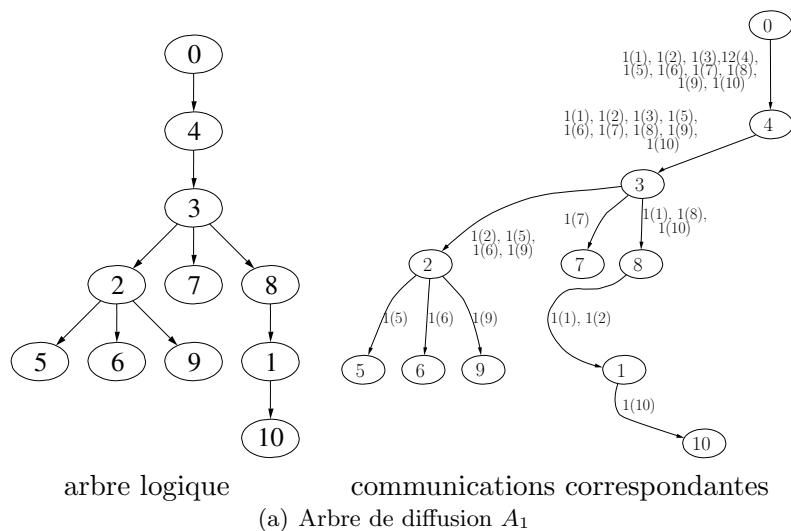 0
4
3
2 7 8
5 6 9 1
10
arbre logique
0
1(1), 1(2), 1(3),12(4),
1(5), 1(6), 1(7), 1(8),
1(9), 1(10)
4
1(1), 1(2), 1(3), 1(5),
1(6), 1(7), 1(8), 1(9),
1(10)
3
1(2), 1(5),
1(6), 1(9)
1(7)
1(1), 1(8),
1(10)
2 7 8
1(5) 1(6) 1(9)
1(1), 1(2)
5 6 9 1
1(10)
10
communications correspondantes
(a) Arbre de diffusion A1